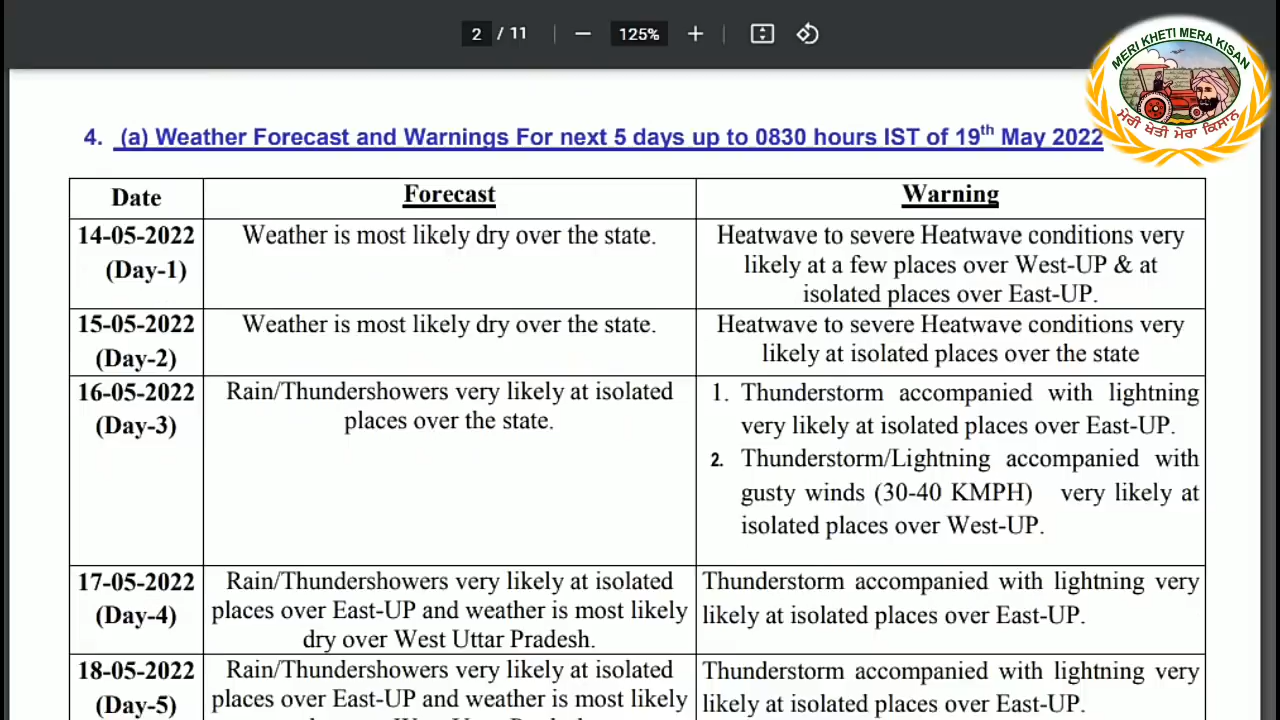 2 / 11
125%
MERI KHETI MERA KISAN
ਮੇਰੀ ਖੇਤੀ ਮੇਰਾ ਕਿਸਾਨ
4. (a) Weather Forecast and Warnings For next 5 days up to 0830 hours IST of 19th May 2022
Date Forecast Warning
14-05-2022
(Day-1)
Weather is most likely dry over the state.
Heatwave to severe Heatwave conditions very
likely at a few places over West-UP & at
isolated places over East-UP.
15-05-2022
(Day-2)
Weather is most likely dry over the state.
Heatwave to severe Heatwave conditions very
likely at isolated places over the state
16-05-2022
(Day-3)
Rain/Thundershowers very likely at isolated
places over the state.
1. Thunderstorm accompanied with lightning
very likely at isolated places over East-UP.
2. Thunderstorm/Lightning accompanied with
gusty winds (30-40 KMPH) very likely at
isolated places over West-UP.
17-05-2022
(Day-4)
Rain/Thundershowers very likely at isolated
places over East-UP and weather is most likely
dry over West Uttar Pradesh.
Thunderstorm accompanied with lightning very
likely at isolated places over East-UP.
18-05-2022
(Day-5)
Rain/Thundershowers very likely at isolated
places over East-UP and weather is most likely
Thunderstorm accompanied with lightning very
likely at isolated places over East-UP.